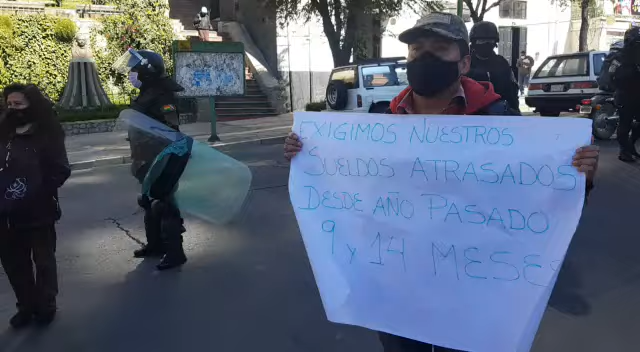 EXIGIMOS NUESTROS
SUELDOS ATRASADOS
DESDE AÑO PASADO
9 y 14 MESES